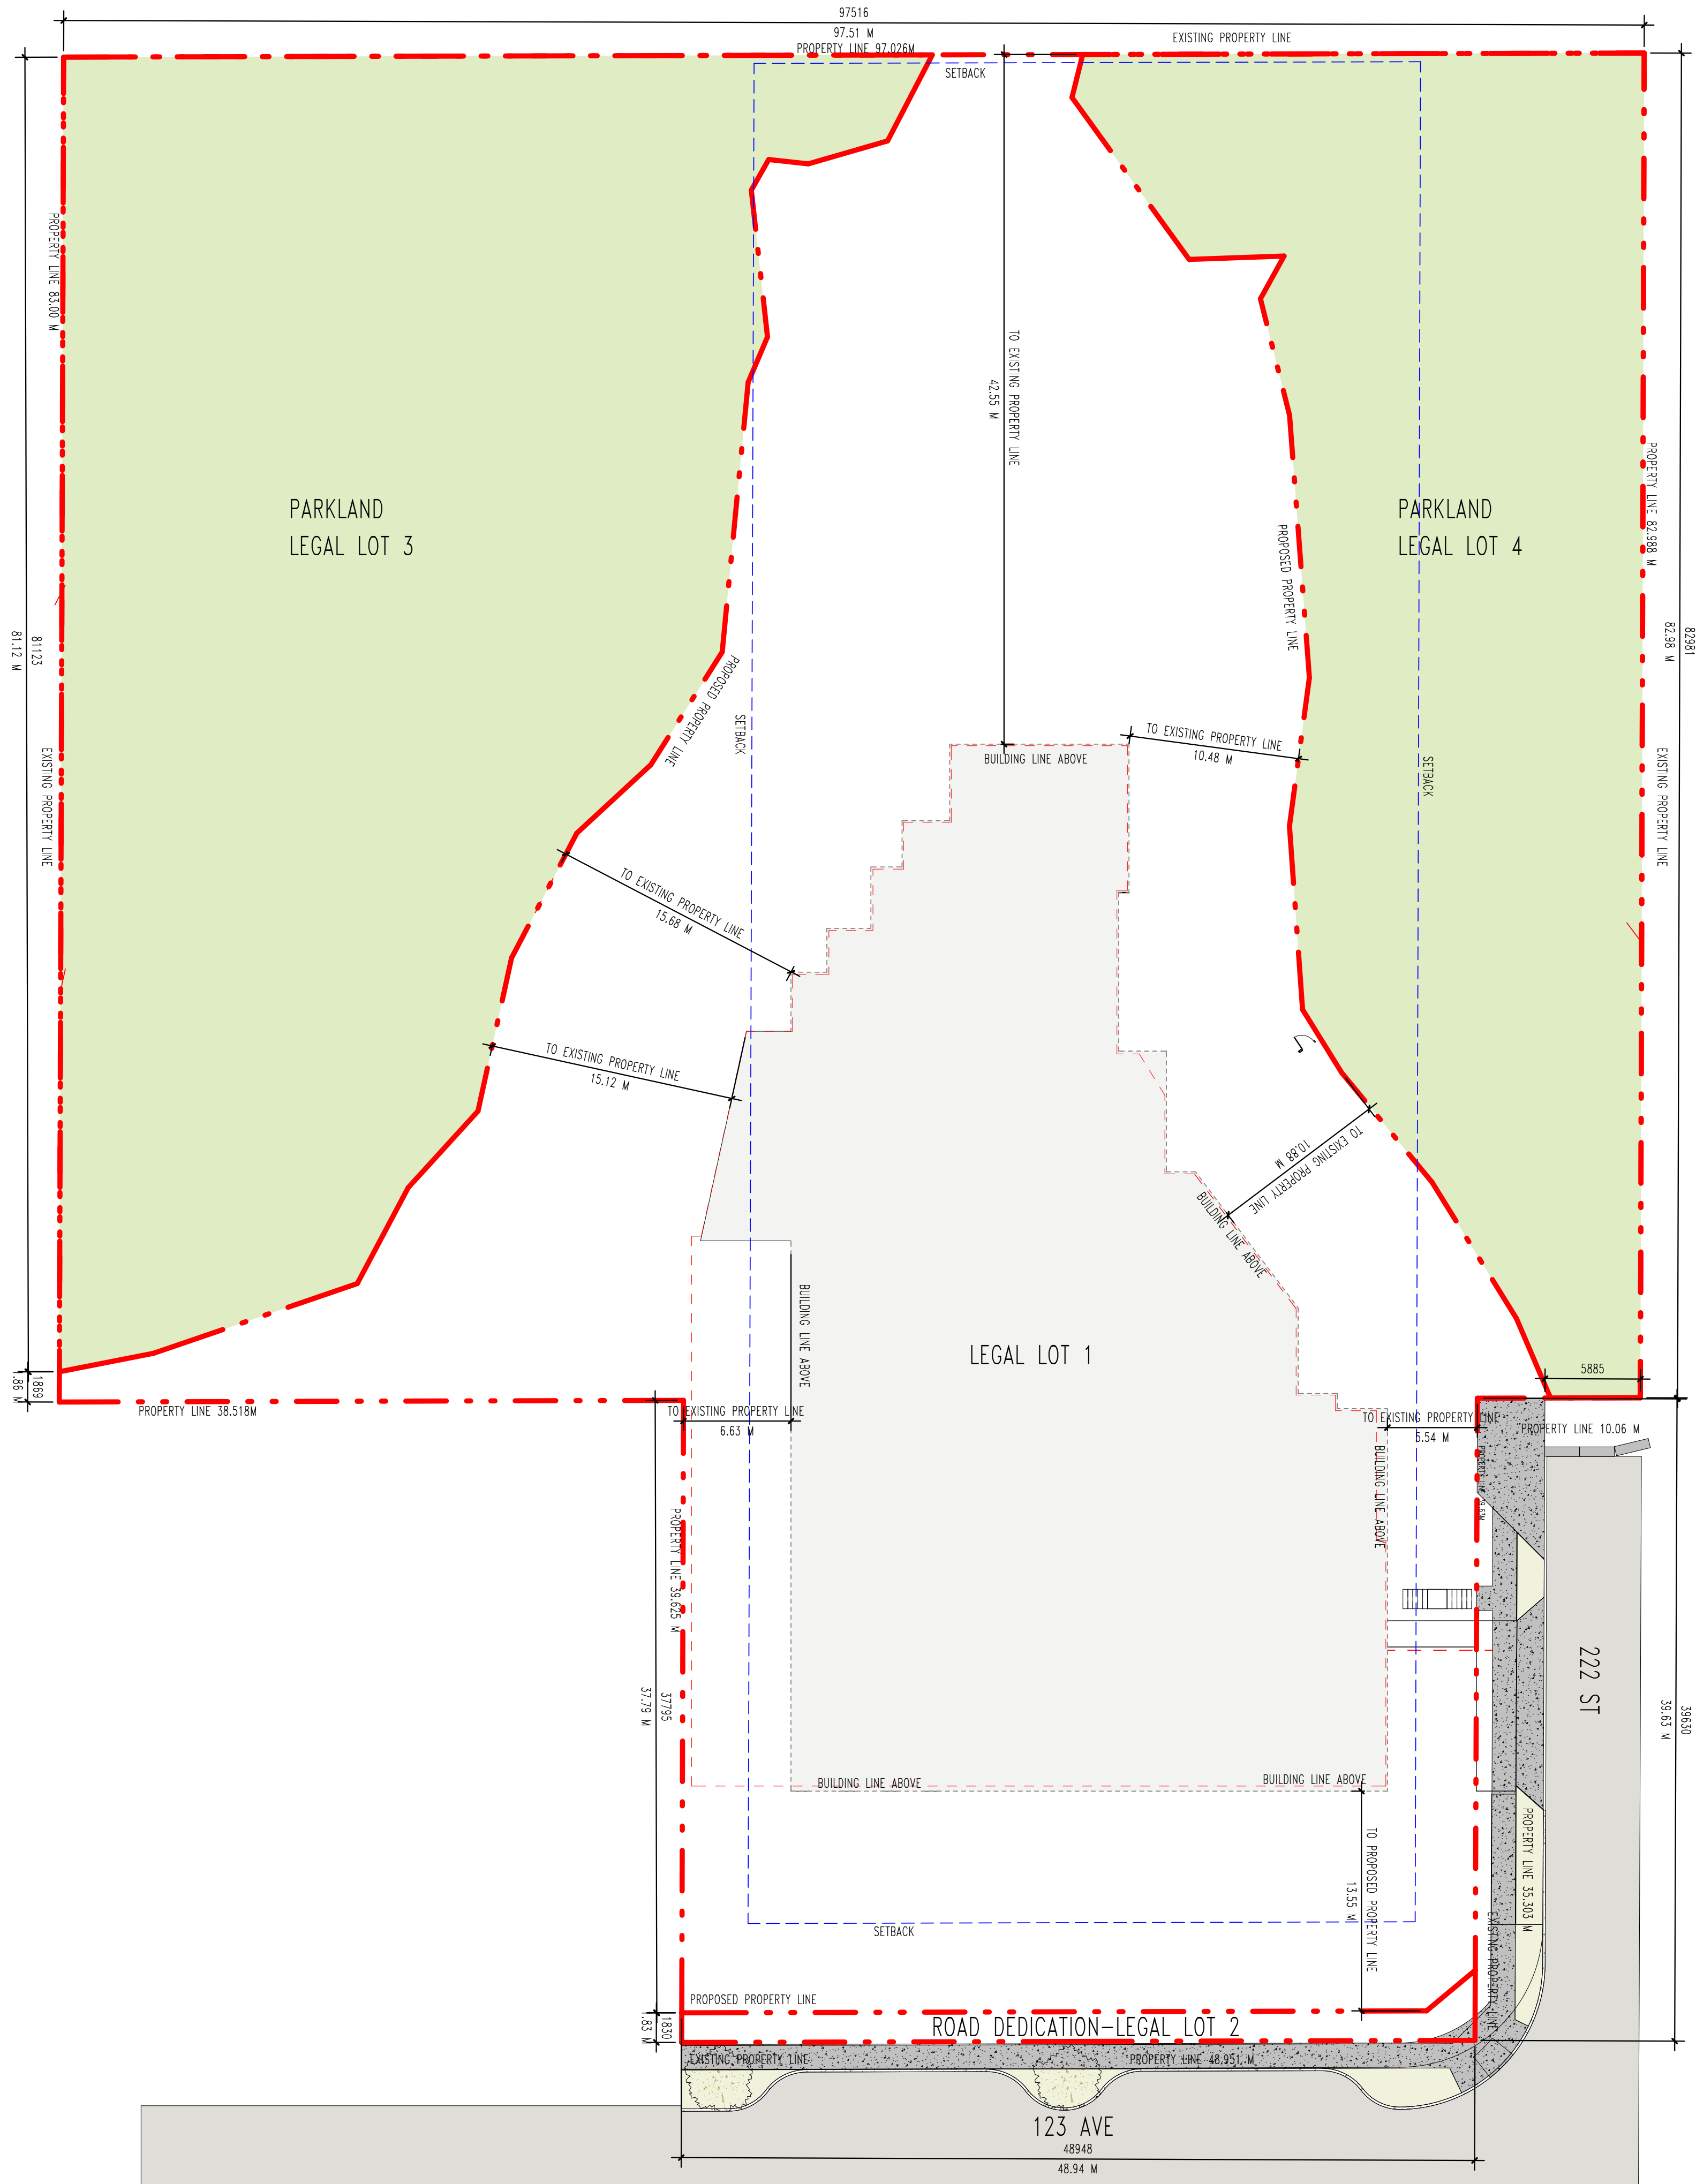 97516
97.51 M
PROPERTY LINE 97.026M
EXISTING PROPERTY LINE
SETBACK
PROPERTY LINE 83.00 M
TO EXISTING PROPERTY LINE
42.55 M
PARKLAND
LEGAL LOT 3
PARKLAND
LEGAL LOT 4
PROPERTY LINE 82.988 M
PROPOSED PROPERTY LINE
81123
81.12 M
82981
82.98 M
PROPOSED PROPERTY LINE
SETBACK
EXISTING PROPERTY LINE
BUILDING LINE ABOVE
TO EXISTING PROPERTY LINE
10.48 M
SETBACK
EXISTING PROPERTY LINE
TO EXISTING PROPERTY LINE
15.68 M
TO EXISTING PROPERTY LINE
15.12 M
TO EXISTING PROPERTY LINE
10.88 M
BUILDING LINE ABOVE
BUILDING LINE ABOVE
LEGAL LOT 1
5885
1869
1.86 M
PROPERTY LINE 38.518M
TO EXISTING PROPERTY LINE
6.63 M
TO EXISTING PROPERTY LINE
5.54 M
PROPERTY LINE 10.06 M
BUILDING LINE ABOVE
PROPERTY LINE
PROPERTY LINE 39.625 M
37795
37.79 M
222 ST
39630
39.63 M
BUILDING LINE ABOVE
BUILDING LINE ABOVE
TO PROPOSED PROPERTY LINE
13.55 M
PROPERTY LINE 35.303 M
EXISTING PROPERTY LINE
SETBACK
PROPOSED PROPERTY LINE
1830
1.83 M
ROAD DEDICATION-LEGAL LOT 2
EXISTING PROPERTY LINE
PROPERTY LINE 48.951 M
123 AVE
48948
48.94 M